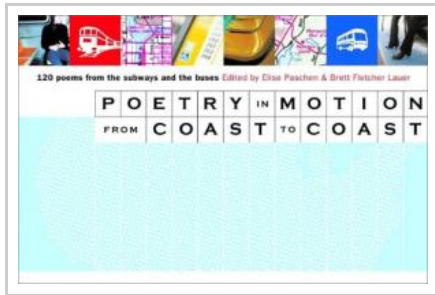 120 poems from the subways and the buses Edited by Elise Paschen & Brett Fletcher Lauer
POETRY IN MOTION
FROM COAST TO COAST